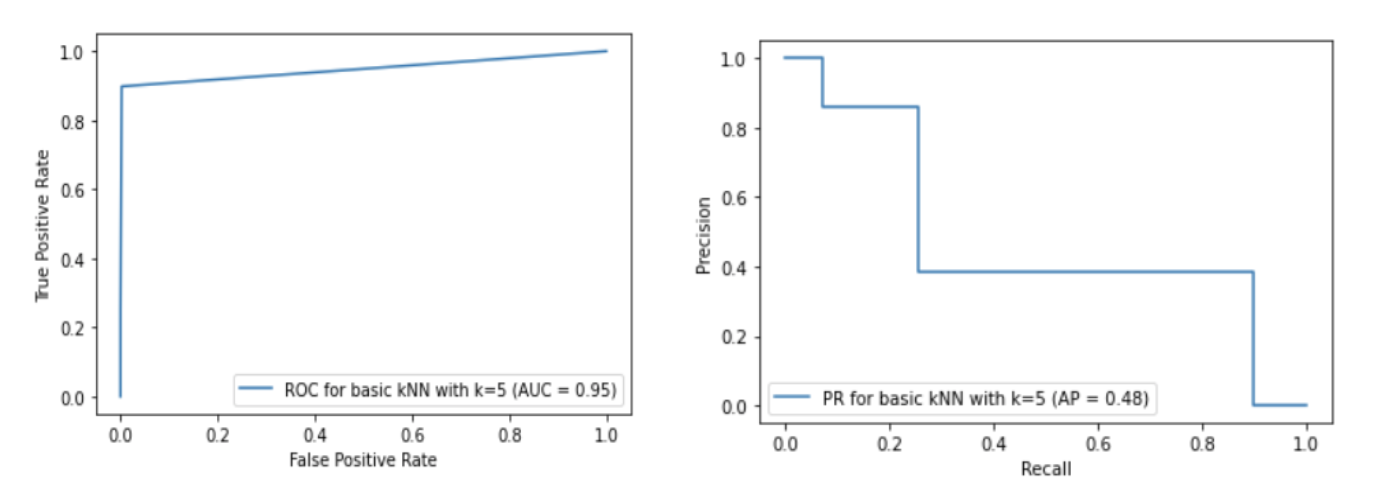 True Positive Rate
1.0
0.8
0.6
0.4
0.2
0.0
ROC for basic kNN with k=5 (AUC = 0.95)
0.0 0.2 0.4 0.6 0.8 1.0
False Positive Rate
Precision
1.0
0.8
0.6
0.4
0.2
0.0
PR for basic kNN with k=5 (AP = 0.48)
0.0 0.2 0.4 0.6 0.8 1.0
Recall